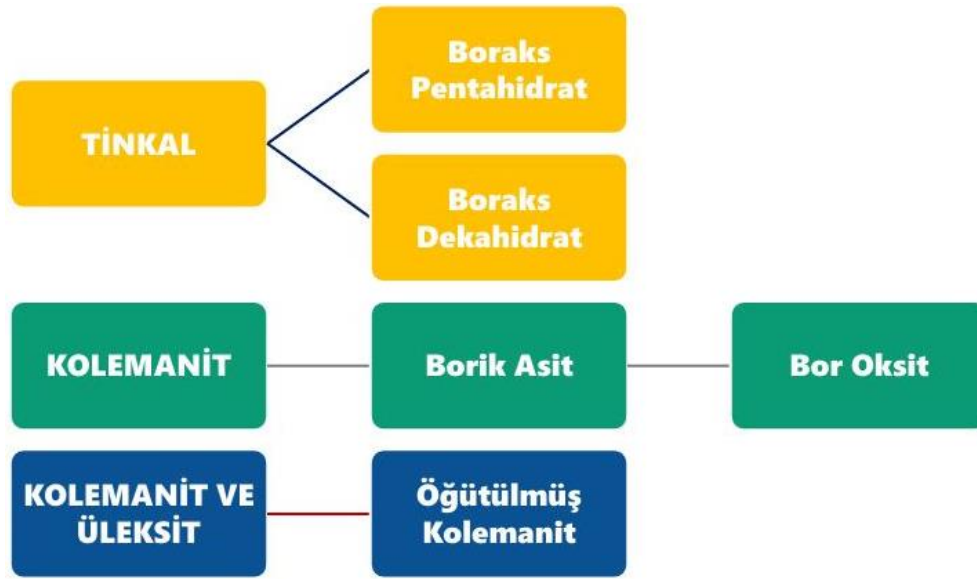 TİNKAL
Boraks
Pentahidrat
Boraks
Dekahidrat
KOLEMANİT
Borik Asit
Bor Oksit
KOLEMANİT VE
ÜLEKSİT
Öğütülmüş
Kolemanit